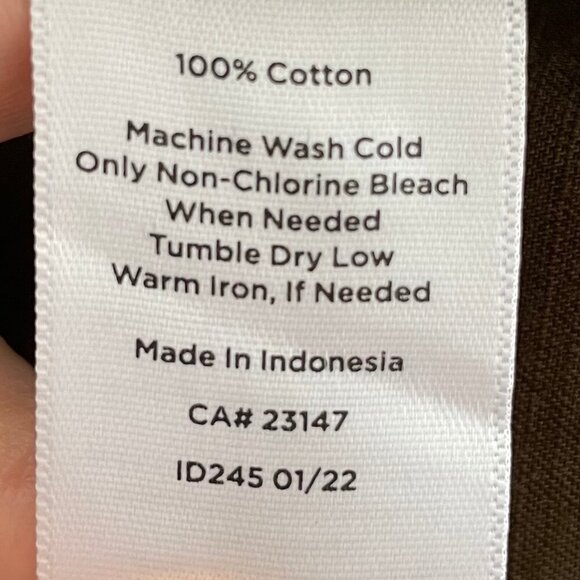 100% Cotton
Machine Wash Cold
Only Non-Chlorine Bleach
When Needed
Tumble Dry Low
Warm Iron, If Needed
Made In Indonesia
CA# 23147
ID245 01/22